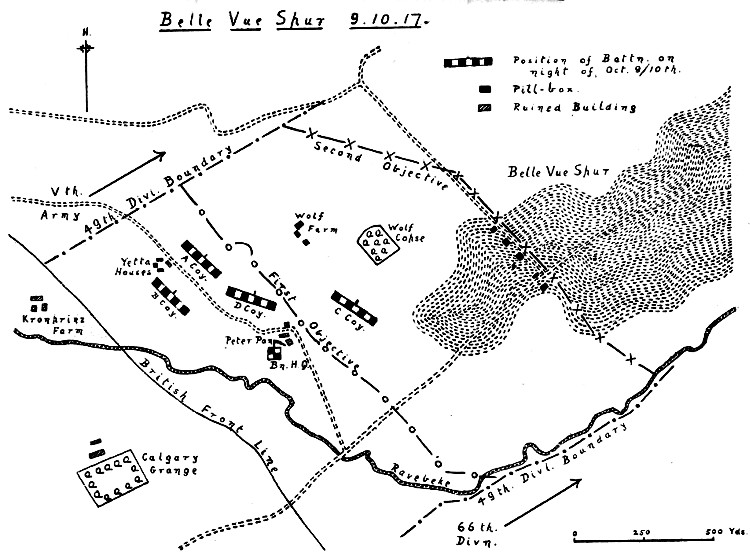 Belle Vue Spur 9.10.17.
N.
Position of Battn. on
night of, Oct. 9/10th.
Pill-box.
Ruined Building
Second Objective
Belle Vue Spur
Vth.
Army
49th. Divl. Boundary
Wolf
Farm
Wolf
Copse
Yetta
Houses
A Coy.
B Coy.
D Coy.
C Coy.
First Objective
Kronprinz
Farm
Peter Pan
Bn. HQ.
British Front Line
Calgary
Grange
Ravebeke
49th. Divl. Boundary
66th.
Divn.
0 250 500 Yds.